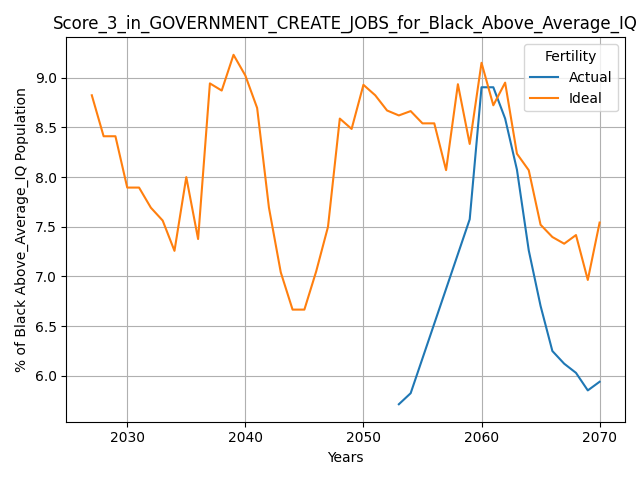 Score_3_in_GOVERNMENT_CREATE_JOBS_for_Black_Above_Average_IQ
Fertility
Actual
Ideal
% of Black Above_Average_IQ Population
9.0
8.5
8.0
7.5
7.0
6.5
6.0
2030 2040 2050 2060 2070
Years